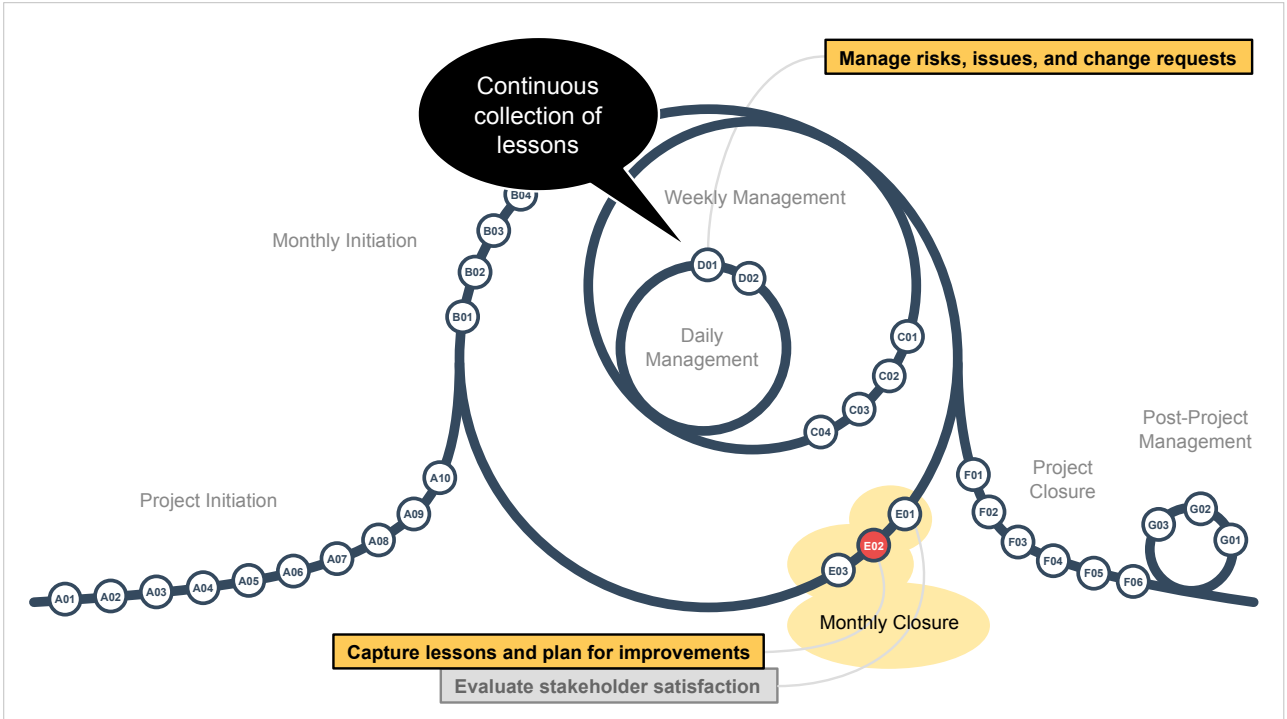 Manage risks, issues, and change requests
Continuous
collection of
lessons
B04
Weekly Management
Monthly Initiation
B03
D01
B02
D02
B01
Daily
Management
C01
C02
C03
C04
Post-Project
Management
Project
Closure
Project Initiation
A10
F01
G02
A09
E01
F02
G03
G01
A08
E02
F03
A07
E03
F04
A06
F05
A05
F06
A04
A03
A02
A01
Monthly Closure
Capture lessons and plan for improvements
Evaluate stakeholder satisfaction